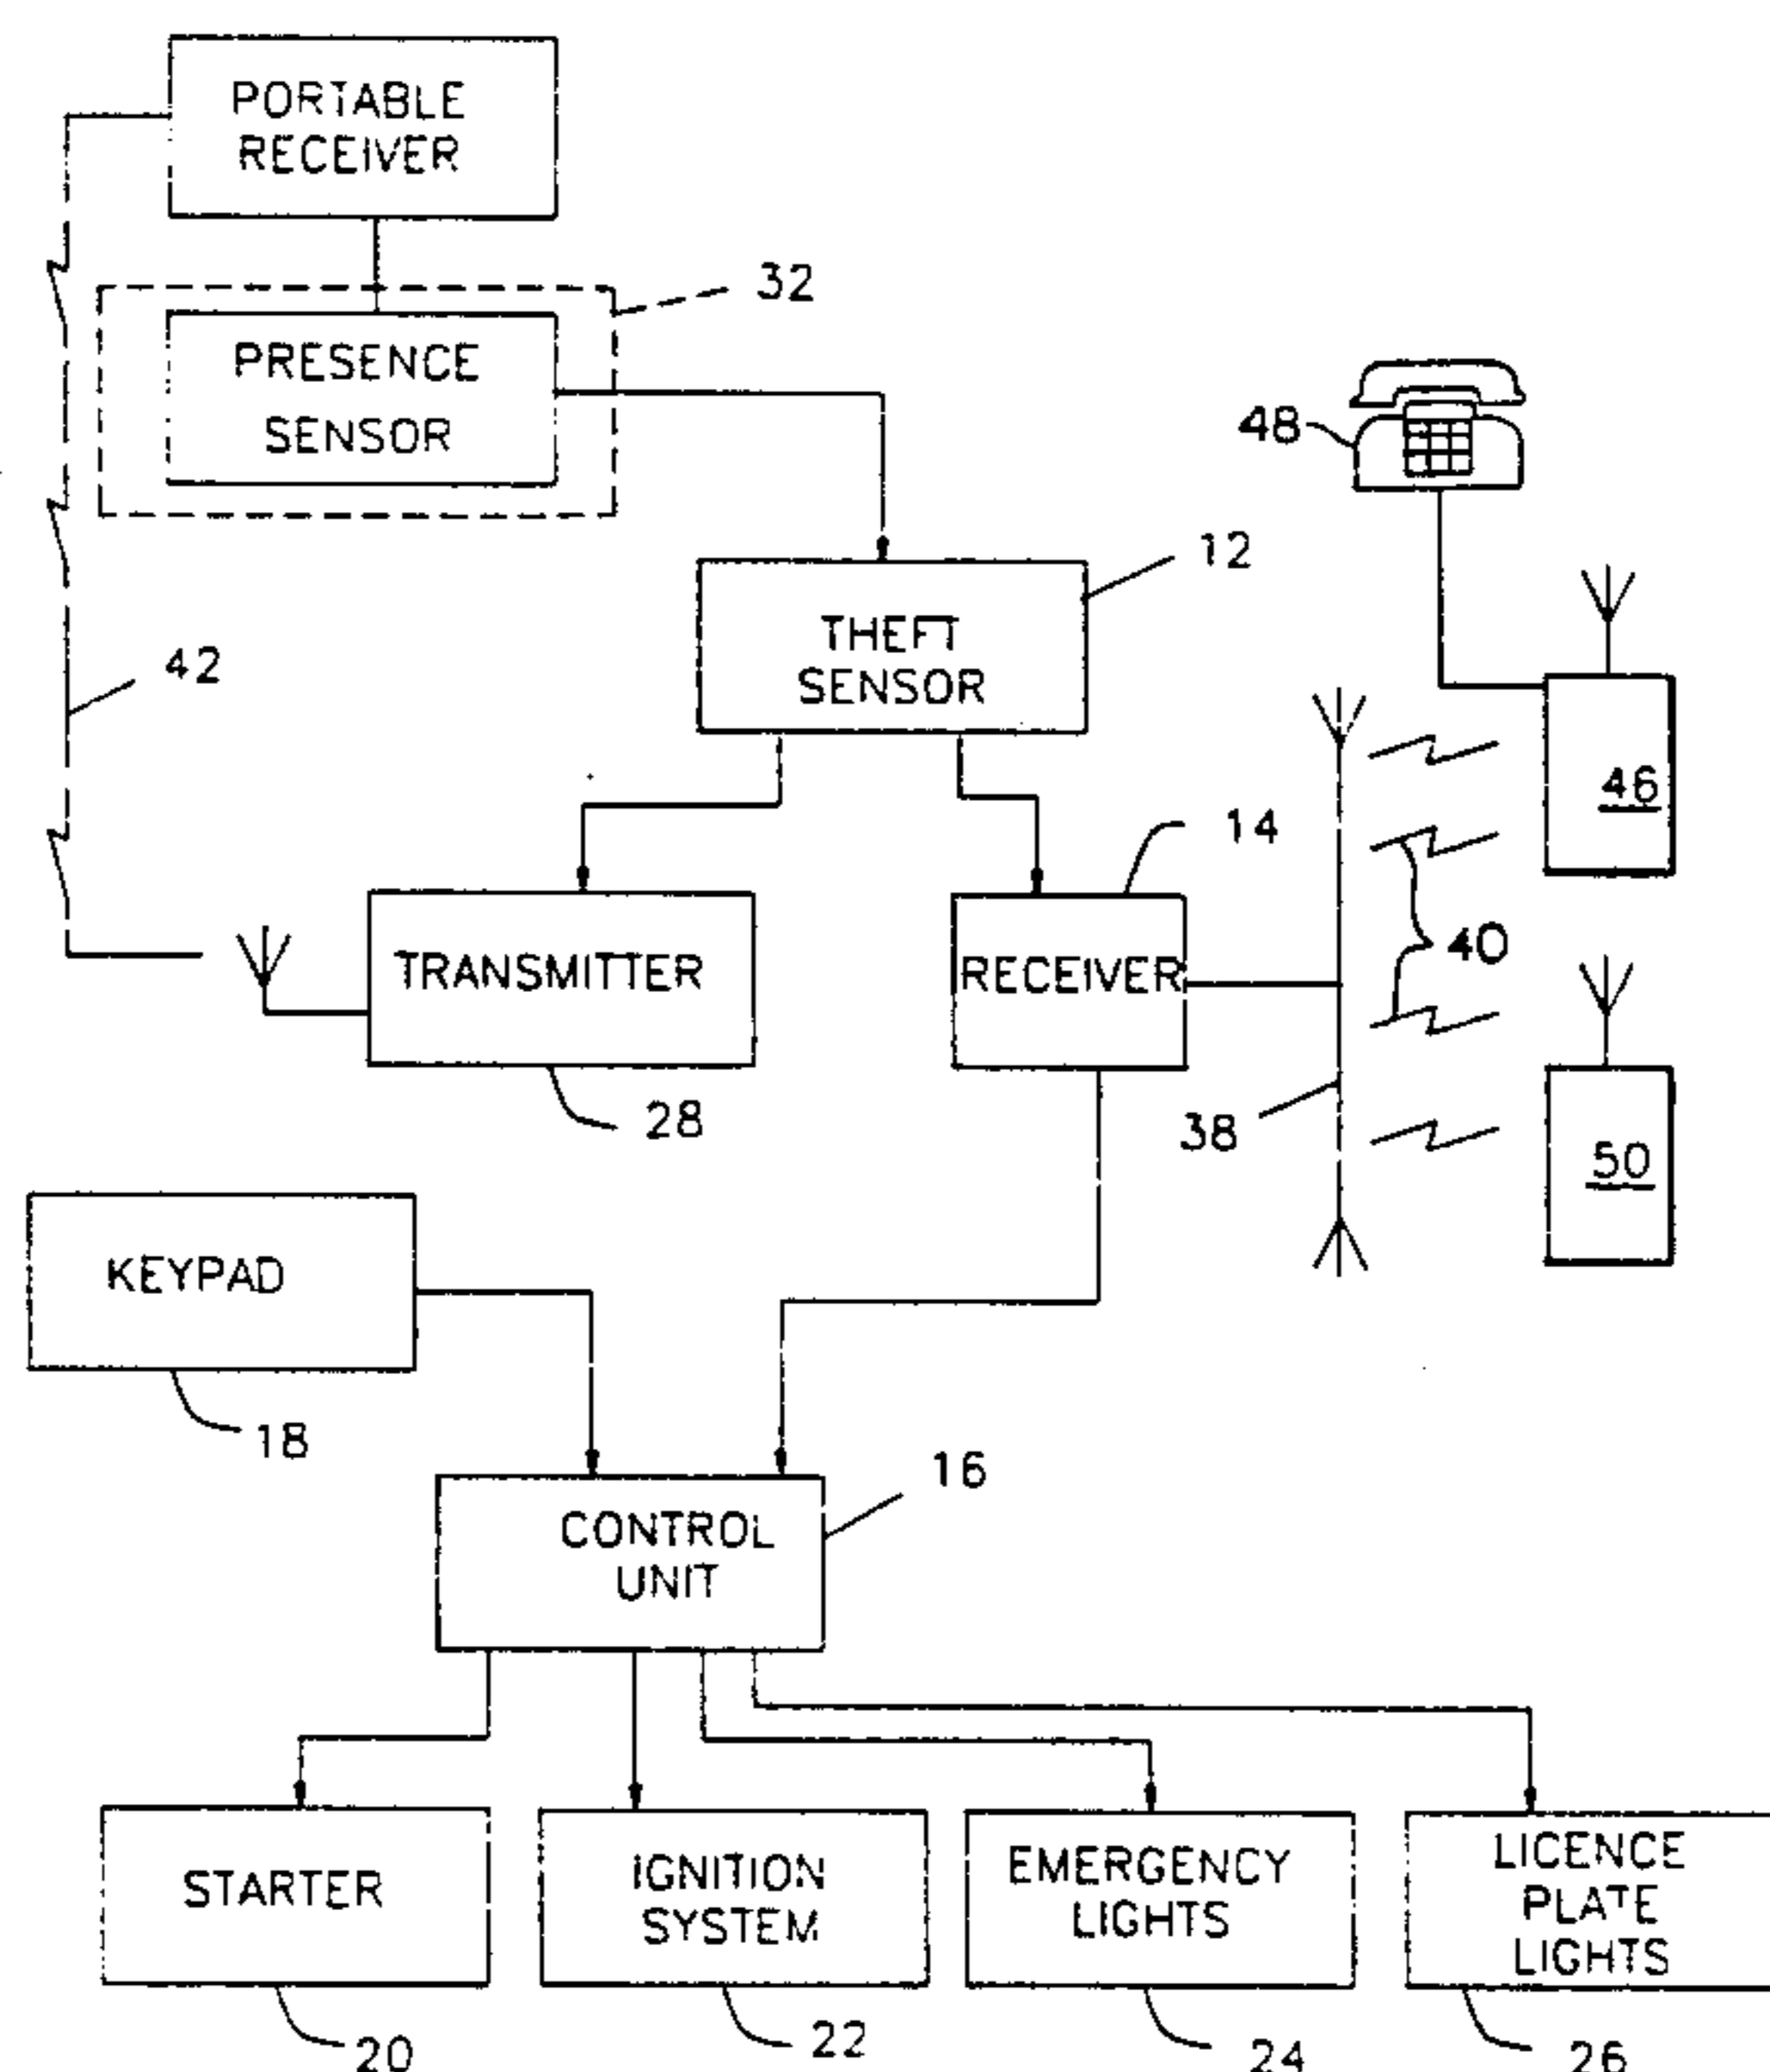 PORTABLE
RECEIVER
32
PRESENCE
SENSOR
48
12
THEFT
SENSOR
42
46
14
40
TRANSMITTER
RECEIVER
28
38
50
KEYPAD
18
16
CONTROL
UNIT
STARTER
IGNITION
SYSTEM
EMERGENCY
LIGHTS
LICENCE
PLATE
LIGHTS
20
22
24
26